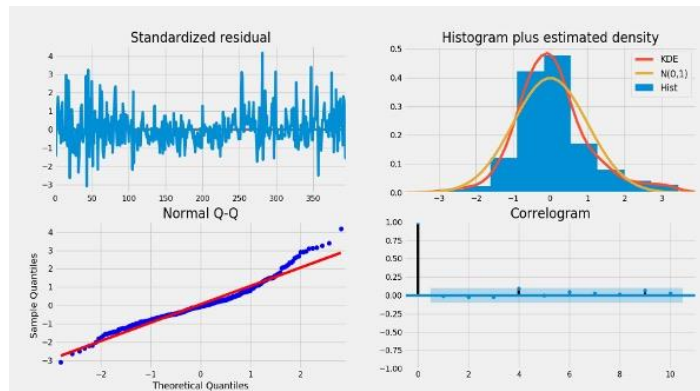 Standardized residual
4
3
2
1
0
-1
-2
-3
0 50 100 150 200 250 300 350
Histogram plus estimated density
0.5
0.4
0.3
0.2
0.1
0.0
KDE
N(0,1)
Hist
-3 -2 -1 0 1 2 3
Normal Q-Q
Sample Quantiles
4
3
2
1
0
-1
-2
-3
-2 -1 0 1 2
Theoretical Quantiles
Correlogram
1.00
0.75
0.50
0.25
0.00
-0.25
-0.50
-0.75
-1.00
0 2 4 6 8 10